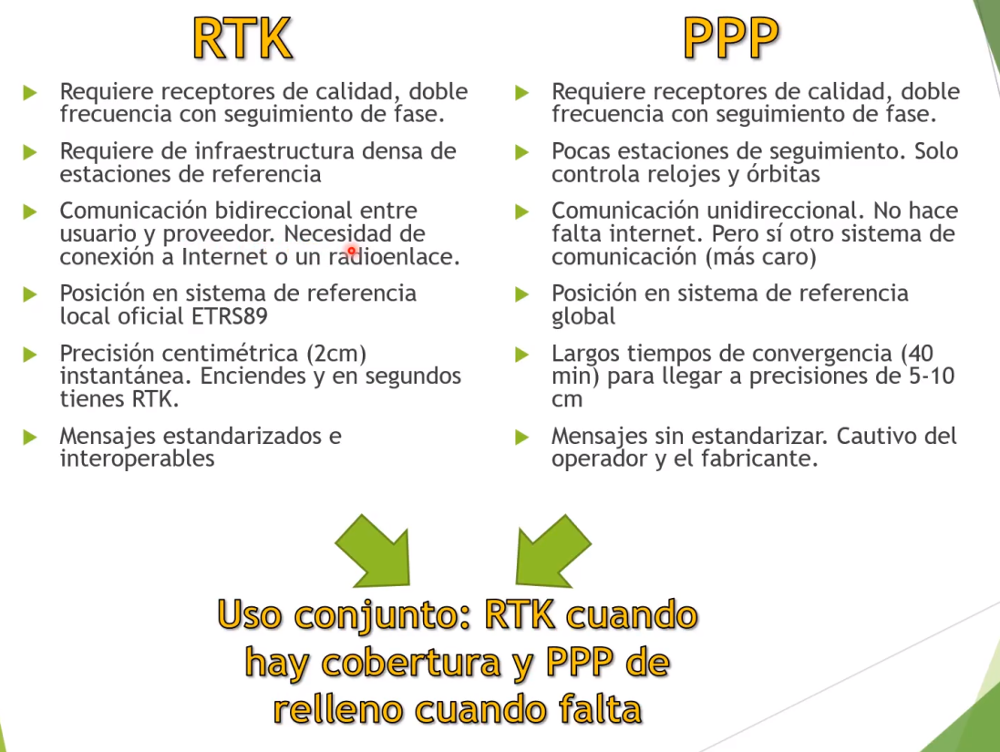 RTK
Requiere receptores de calidad, doble
frecuencia con seguimiento de fase.
Requiere de infraestructura densa de
estaciones de referencia
Comunicación bidireccional entre
usuario y proveedor. Necesidad de
conexión a Internet o un radioenlace.
Posición en sistema de referencia
local oficial ETRS89
Precisión centimétrica (2cm)
instantánea. Enciendes y en segundos
tienes RTK.
Mensajes estandarizados e
interoperables
PPP
Requiere receptores de calidad, doble
frecuencia con seguimiento de fase.
Pocas estaciones de seguimiento. Solo
controla relojes y órbitas
Comunicación unidireccional. No hace
falta internet. Pero sí otro sistema de
comunicación (más caro)
Posición en sistema de referencia
global
Largos tiempos de convergencia (40
min) para llegar a precisiones de 5-10
cm
Mensajes sin estandarizar. Cautivo del
operador y el fabricante.
Uso conjunto: RTK cuando
hay cobertura y PPP de
relleno cuando falta